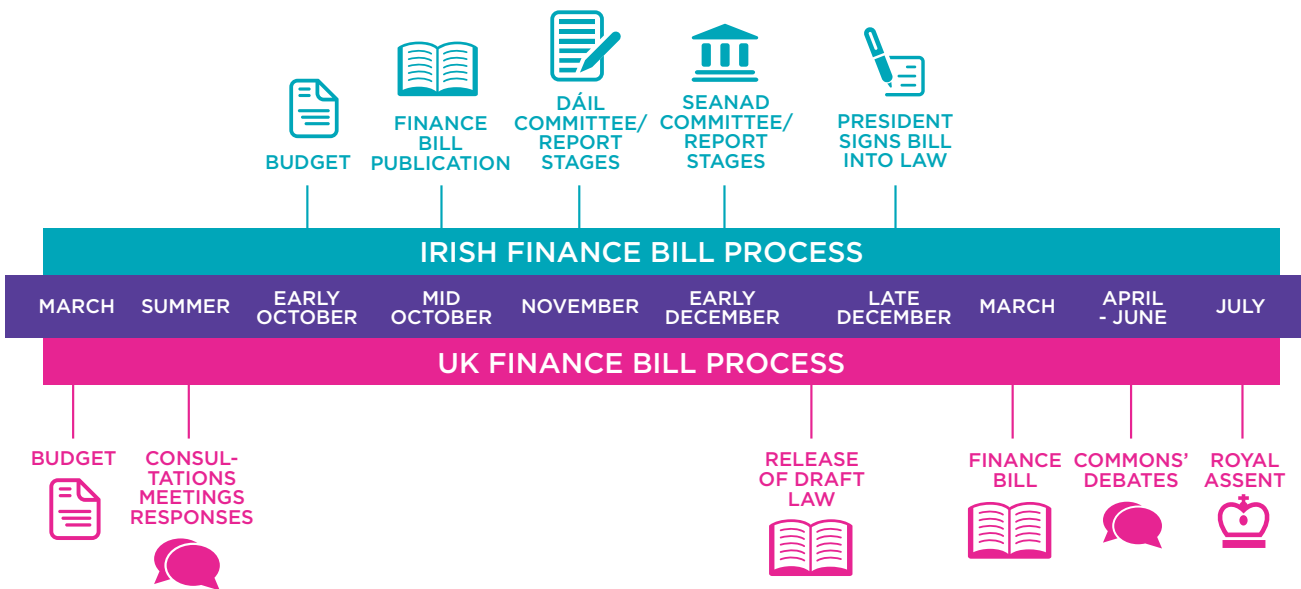 BUDGET
FINANCE
BILL
PUBLICATION
DÁIL
COMMITTEE/
REPORT
STAGES
SEANAD
COMMITTEE/
REPORT
STAGES
PRESIDENT
SIGNS BILL
INTO LAW
IRISH FINANCE BILL PROCESS
MARCH
SUMMER
EARLY
OCTOBER
MID
OCTOBER
NOVEMBER
EARLY
DECEMBER
LATE
DECEMBER
MARCH
APRIL
- JUNE
JULY
UK FINANCE BILL PROCESS
BUDGET
CONSUL-
TATIONS
MEETINGS
RESPONSES
RELEASE
OF DRAFT
LAW
FINANCE
BILL
COMMONS'
DEBATES
ROYAL
ASSENT